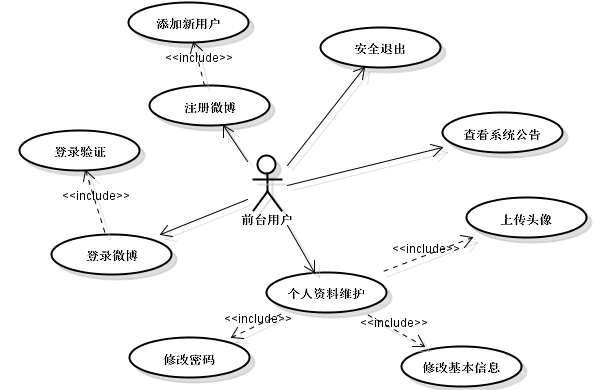 添加新用户
<<include>>
安全退出
注册微博
查看系统公告
登录验证
<<include>>
前台用户
上传头像
登录微博
<<include>>
个人资料维护
<<include>>
<<include>>
修改密码
修改基本信息